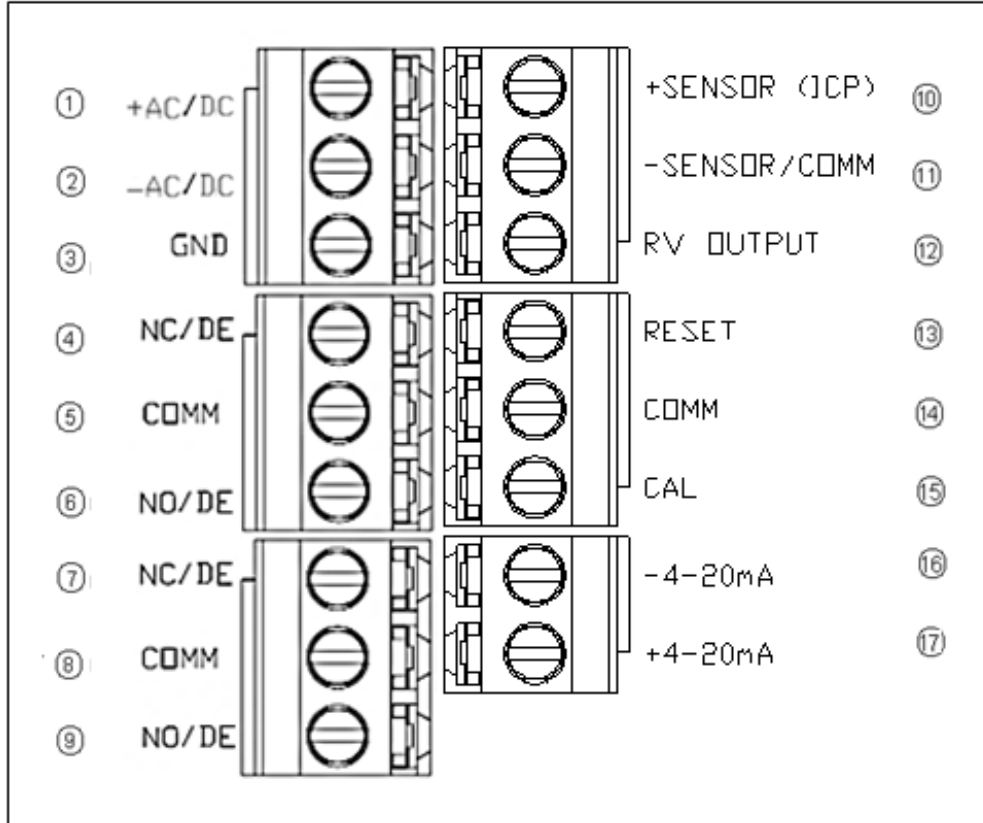 ① +AC/DC
② -AC/DC
③ GND
④ NC/DE
⑤ COMM
⑥ NO/DE
⑦ NC/DE
⑧ COMM
⑨ NO/DE
+SENSOR (ICP) ⑩
-SENSOR/COMM ⑪
RV OUTPUT ⑫
RESET ⑬
COMM ⑭
CAL ⑮
-4-20mA ⑯
+4-20mA ⑰